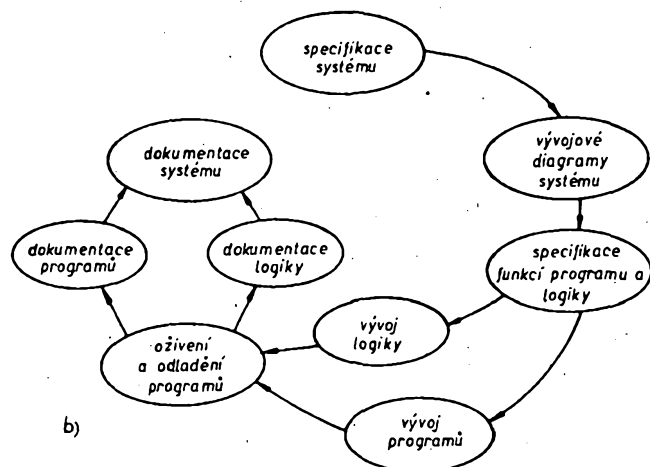 specifikace
systému
vývojové
diagramy
systému
dokumentace
systému
dokumentace
programů
dokumentace
logiky
specifikace
funkcí programu a
logiky
vývoj
logiky
oživení
a odladění
programů
vývoj
programů
b)